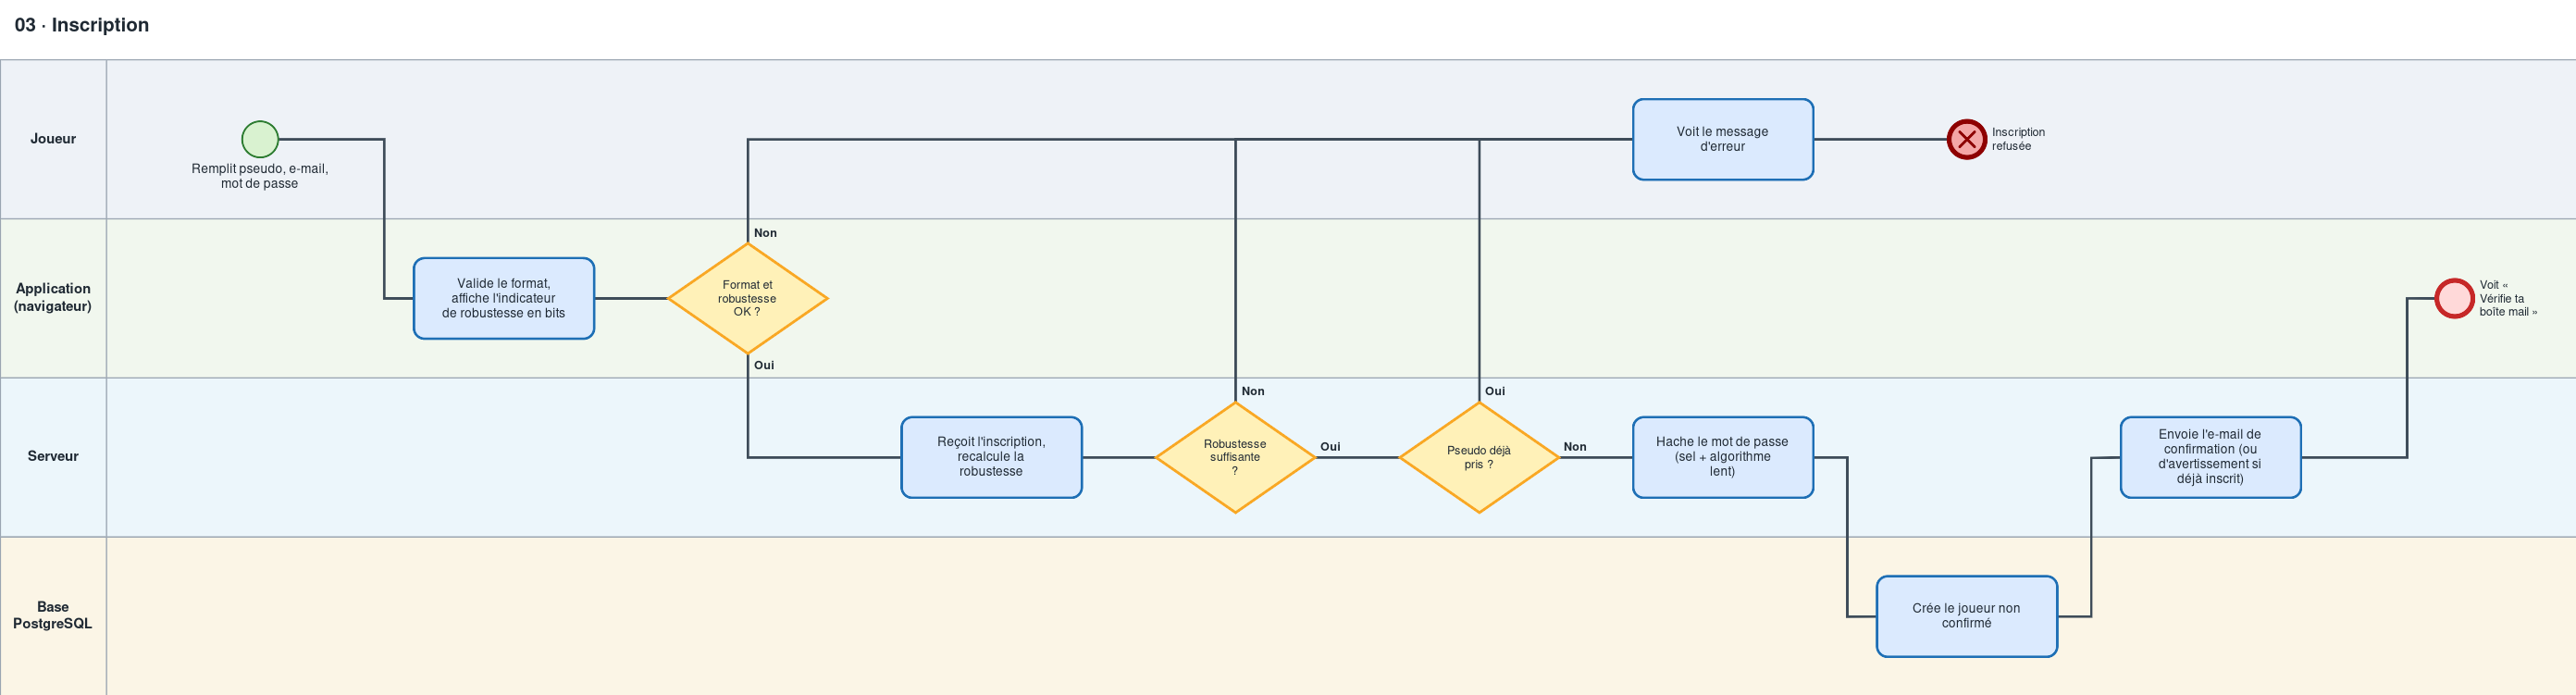 03 · Inscription
Joueur
Remplit pseudo, e-mail,
mot de passe
Voit le message
d'erreur
Inscription
refusée
Application
(navigateur)
Valide le format,
affiche l'indicateur
de robustesse en bits
Non
Format et
robustesse
OK ?
Oui
Voit «
Vérifie ta
boîte mail »
Serveur
Reçoit l'inscription,
recalcule la
robustesse
Non
Robustesse
suffisante
?
Oui
Oui
Pseudo déjà
pris ?
Non
Hache le mot de passe
(sel + algorithme
lent)
Envoie l'e-mail de
confirmation (ou
d'avertissement si
déjà inscrit)
Base
PostgreSQL
Crée le joueur non
confirmé